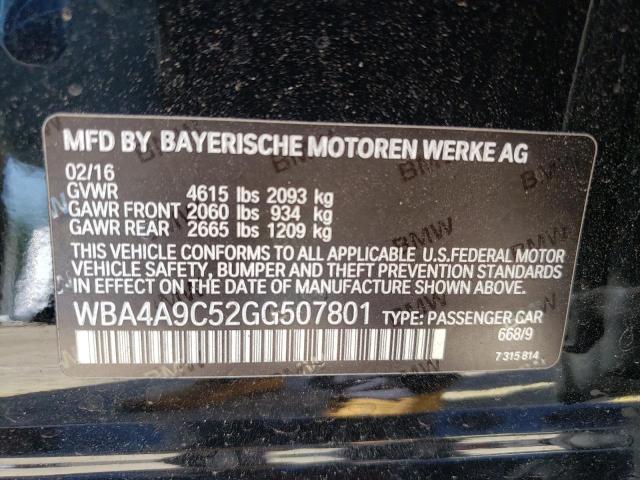 MFD BY BAYERISCHE MOTOREN WERKE AG
02/16
GVWR 4615 lbs 2093 kg
GAWR FRONT 2060 lbs 934 kg
GAWR REAR 2665 lbs 1209 kg
THIS VEHICLE CONFORMS TO ALL APPLICABLE U.S.FEDERAL MOTOR
VEHICLE SAFETY, BUMPER AND THEFT PREVENTION STANDARDS
IN EFFECT ON THE DATE OF MANUFACTURE SHOWN ABOVE.
WBA4A9C52GG507801 TYPE: PASSENGER CAR
668/9
7 315 814